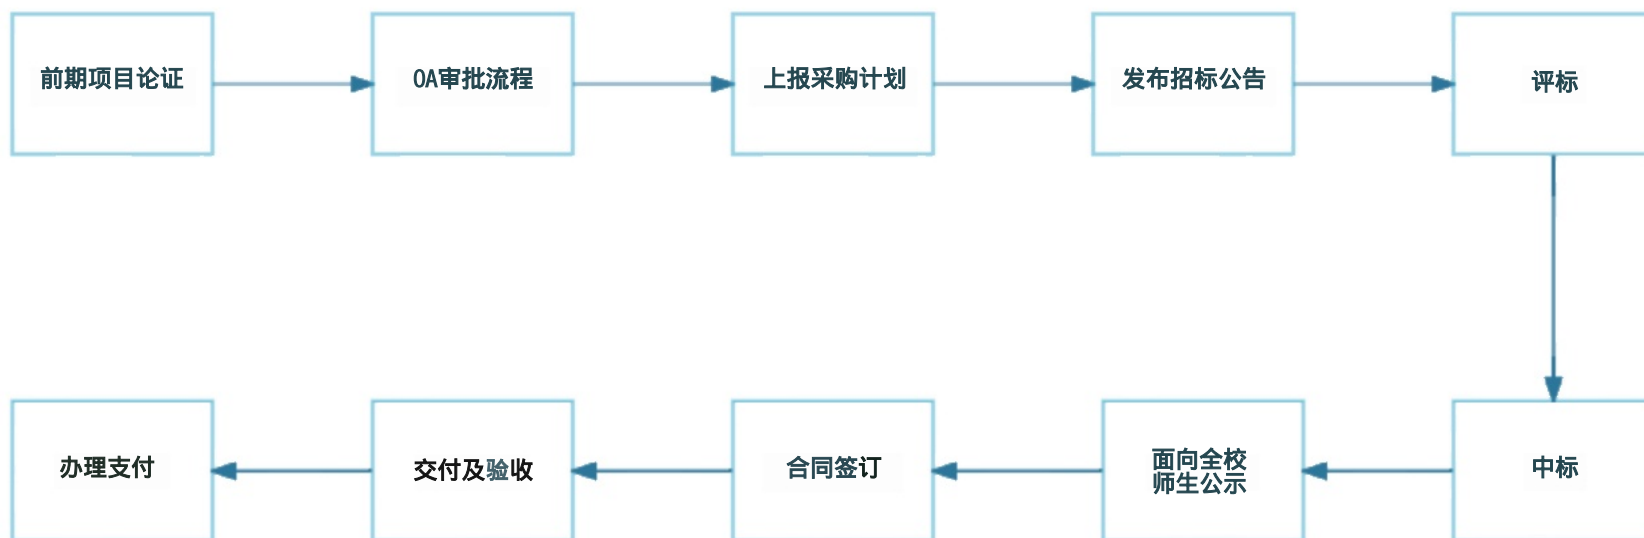 前期项目论证
OA审批流程
上报采购计划
发布招标公告
评标
中标
面向全校
师生公示
合同签订
交付及验收
办理支付